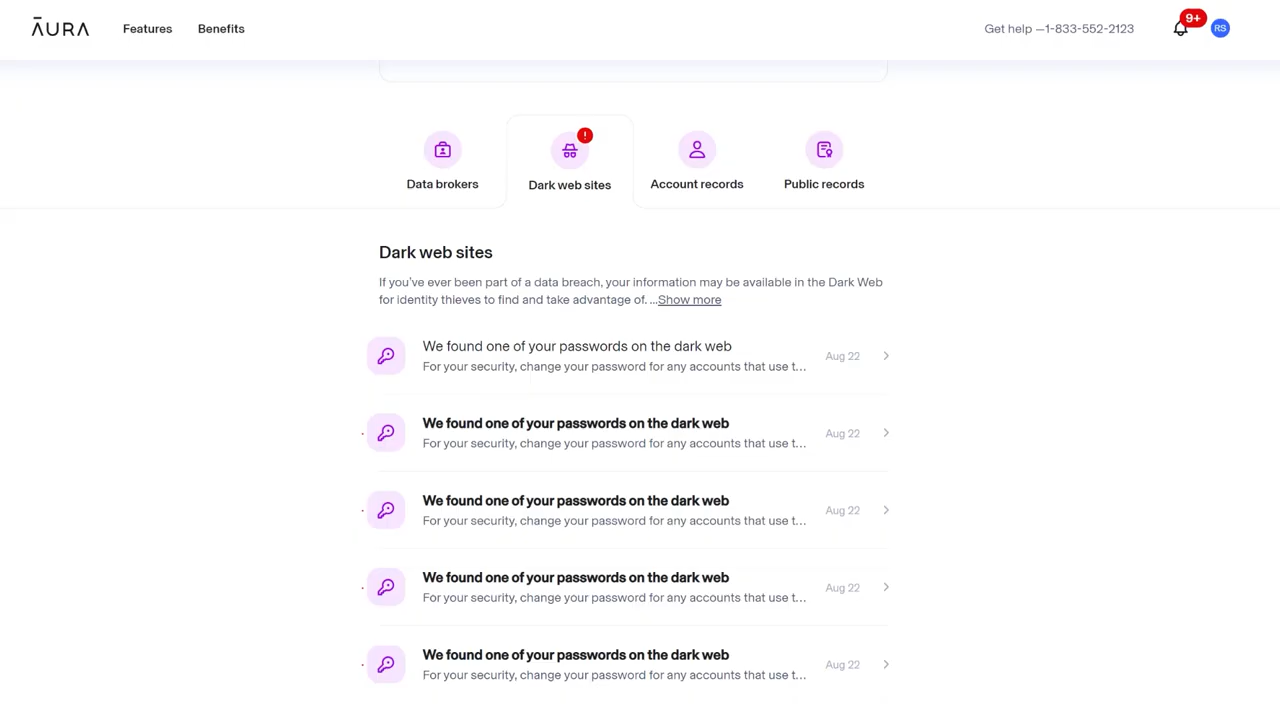 ĀURA Features Benefits Get help —1-833-552-2123 9+ RS
!
Data brokers Dark web sites Account records Public records
Dark web sites
If you've ever been part of a data breach, your information may be available in the Dark Web
for identity thieves to find and take advantage of. ...Show more
We found one of your passwords on the dark web
For your security, change your password for any accounts that use t... Aug 22
We found one of your passwords on the dark web
For your security, change your password for any accounts that use t... Aug 22
We found one of your passwords on the dark web
For your security, change your password for any accounts that use t... Aug 22
We found one of your passwords on the dark web
For your security, change your password for any accounts that use t... Aug 22
We found one of your passwords on the dark web
For your security, change your password for any accounts that use t... Aug 22